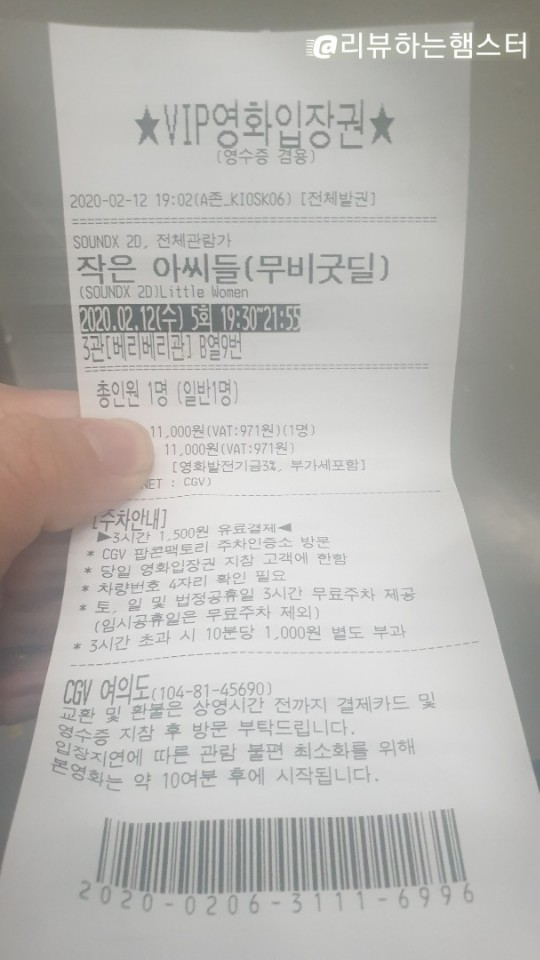 @리뷰하는햄스터
★VIP영화입장권★
(영수증 겸용)
2020-02-12 19:02(A존_KIOSK06) [전체발권]
SOUNDX 2D, 전체관람가
작은 아씨들(무비굿딜)
(SOUNDX 2D)Little Women
2020.02.12(수) 5회 19:30~21:55
3관[베리베리관] B열9번
총인원 1명 (일반1명)
11,000원(VAT:971원)(1명)
11,000원(VAT:971원)
[영화발전기금3%, 부가세포함]
NET : CGV)
[주차안내]
▶3시간 1,500원 유료결제◀
* CGV 팝콘팩토리 주차인증소 방문
* 당일 영화입장권 지참 고객에 한함
* 차량번호 4자리 확인 필요
* 토, 일 및 법정공휴일 3시간 무료주차 제공
(임시공휴일은 무료주차 제외)
* 3시간 초과 시 10분당 1,000원 별도 부과
CGV 여의도(104-81-45690)
교환 및 환불은 상영시간 전까지 결제카드 및
영수증 지참 후 방문 부탁드립니다.
입장지연에 따른 관람 불편 최소화를 위해
본영화는 약 10여분 후에 시작됩니다.
2020-0206-3111-6996